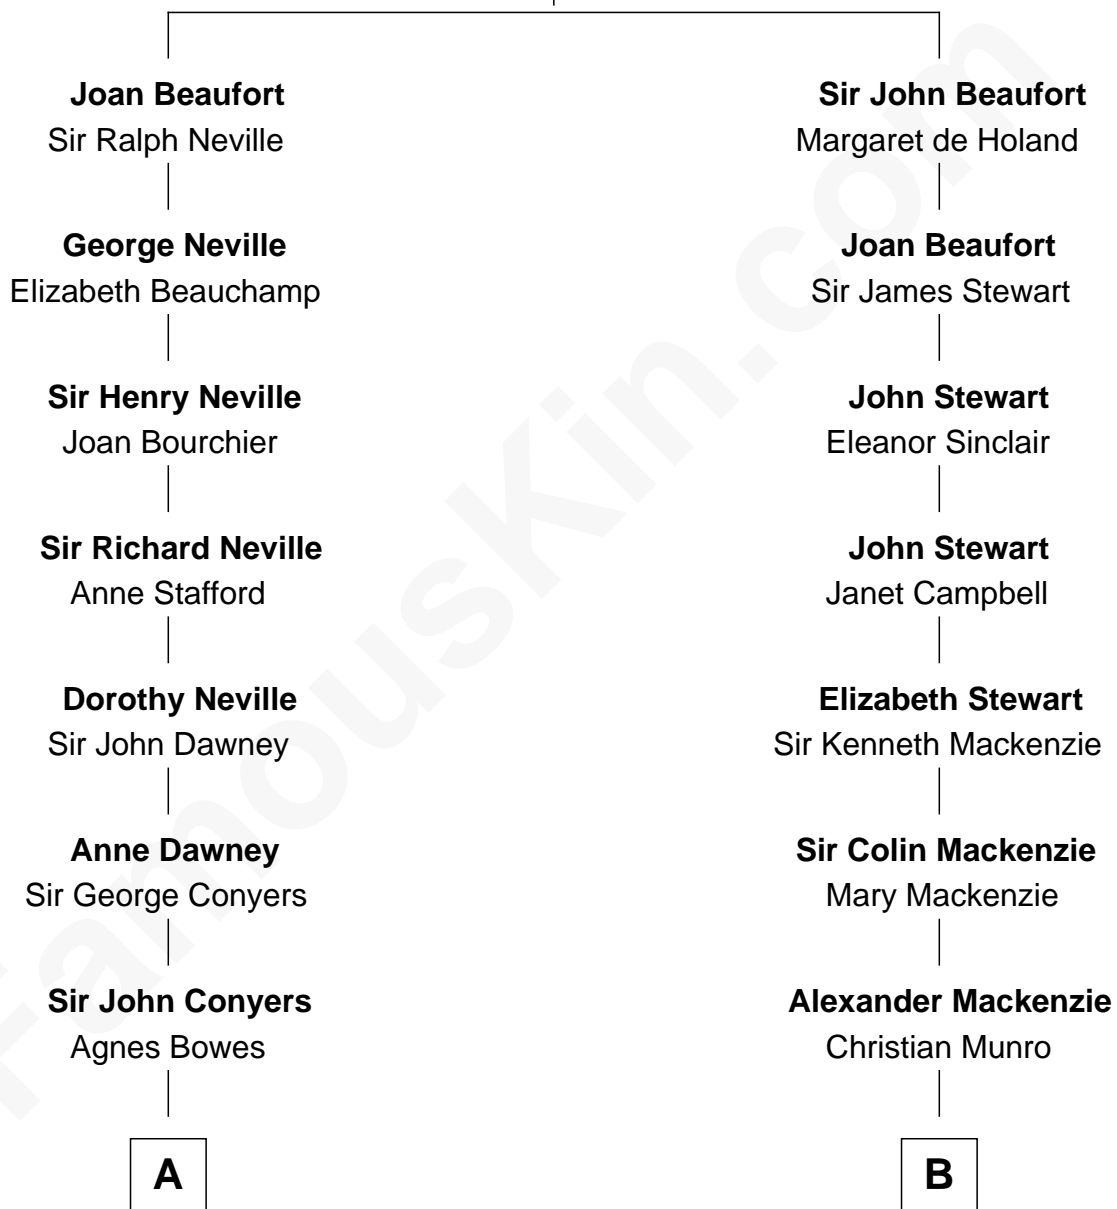 Joan Beaufort
Sir Ralph Neville
George Neville
Elizabeth Beauchamp
Sir Henry Neville
Joan Bourchier
Sir Richard Neville
Anne Stafford
Dorothy Neville
Sir John Dawney
Anne Dawney
Sir George Conyers
Sir John Conyers
Agnes Bowes
A
Sir John Beaufort
Margaret de Holand
Joan Beaufort
Sir James Stewart
John Stewart
Eleanor Sinclair
John Stewart
Janet Campbell
Elizabeth Stewart
Sir Kenneth Mackenzie
Sir Colin Mackenzie
Mary Mackenzie
Alexander Mackenzie
Christian Munro
B
FamousKin.com